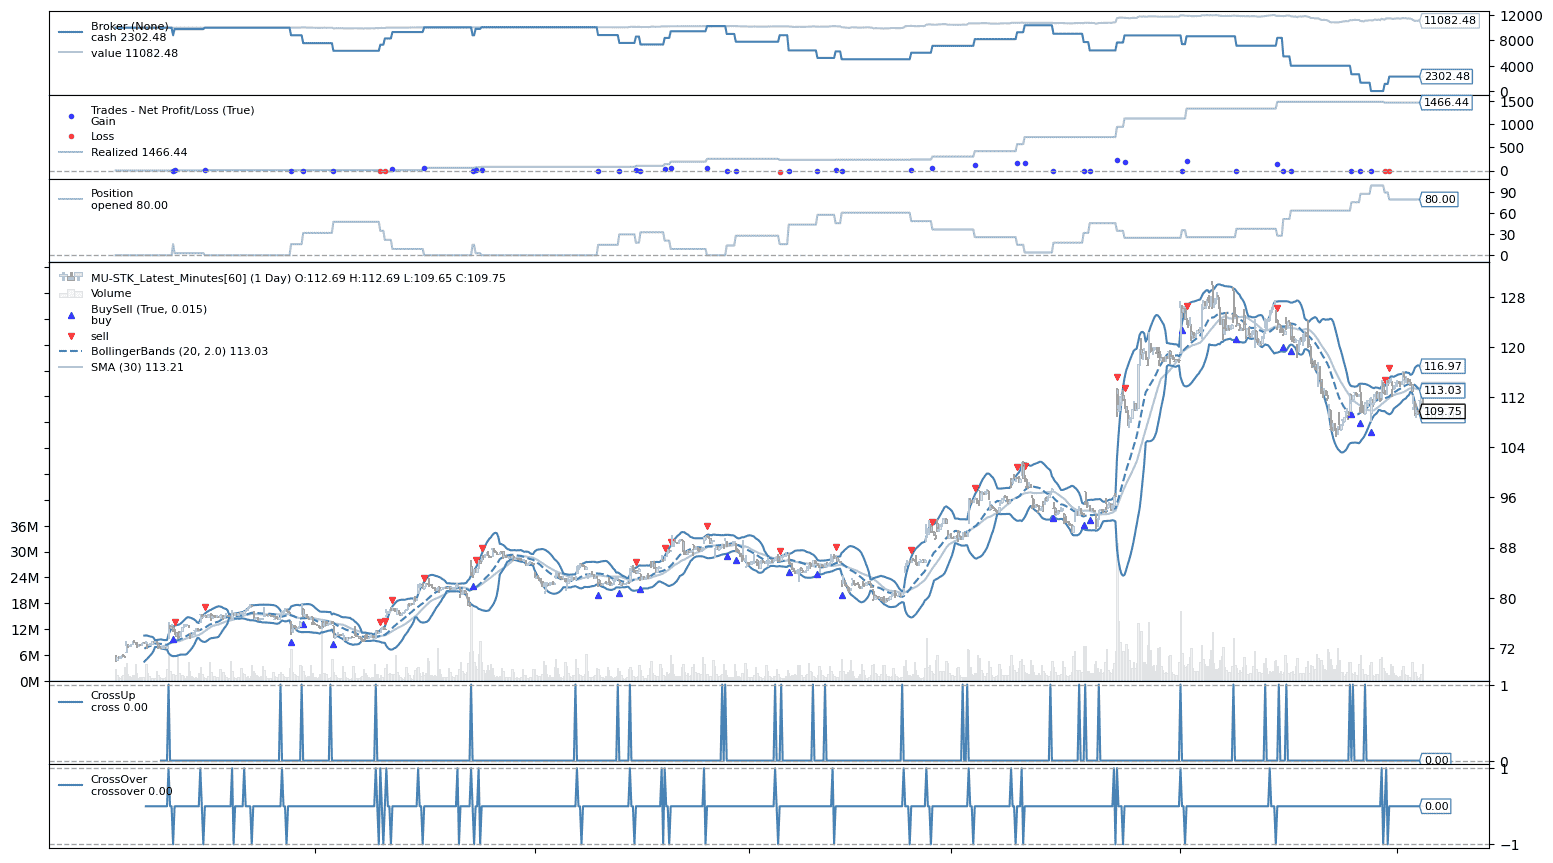 Broker (None)
cash 2302.48
value 11082.48
12000
11082.48
8000
4000
2302.48
0
Trades - Net Profit/Loss (True)
Gain
Loss
Realized 1466.44
1500
1466.44
1000
500
0
Position
opened 80.00
90
80.00
60
30
0
MU-STK_Latest_Minutes[60] (1 Day) O:112.69 H:112.69 L:109.65 C:109.75
Volume
BuySell (True, 0.015)
buy
sell
BollingerBands (20, 2.0) 113.03
SMA (30) 113.21
128
120
116.97
113.03
112
109.75
104
96
88
80
72
36M
30M
24M
18M
12M
6M
0M
CrossUp
cross 0.00
1
0.00
0
CrossOver
crossover 0.00
1
0.00
−1